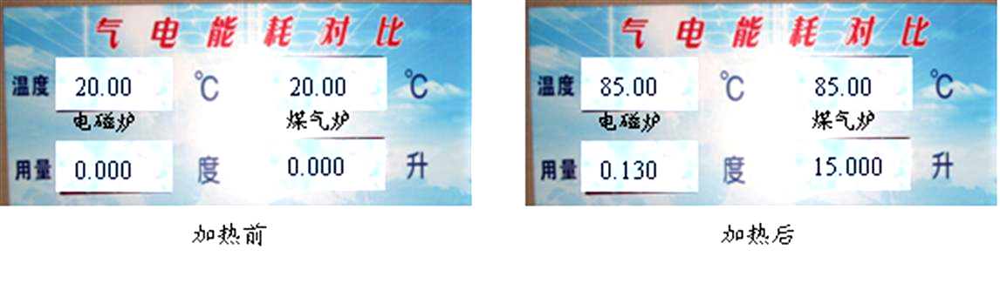 气电能耗对比
温度 20.00 ℃ 20.00 ℃
电磁炉 煤气炉
用量 0.000 度 0.000 升
加热前
气电能耗对比
温度 85.00 ℃ 85.00 ℃
电磁炉 煤气炉
用量 0.130 度 15.000 升
加热后